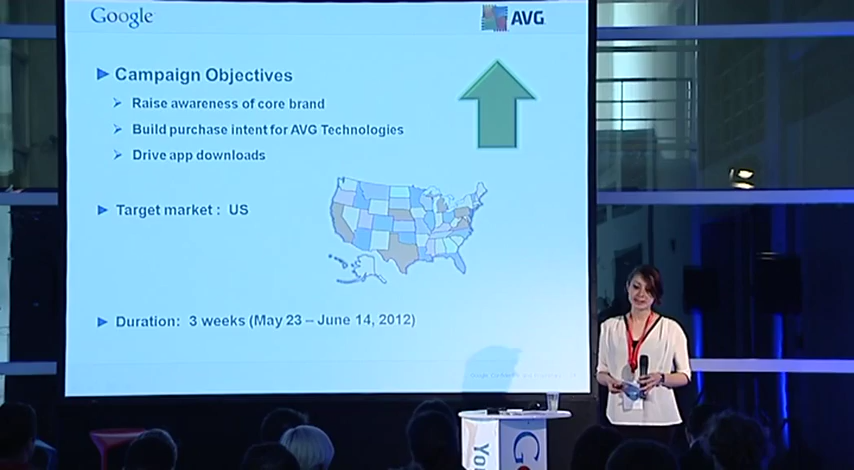 Google
AVG
Campaign Objectives
Raise awareness of core brand
Build purchase intent for AVG Technologies
Drive app downloads
Target market : US
Duration: 3 weeks (May 23 – June 14, 2012)
Yo
G